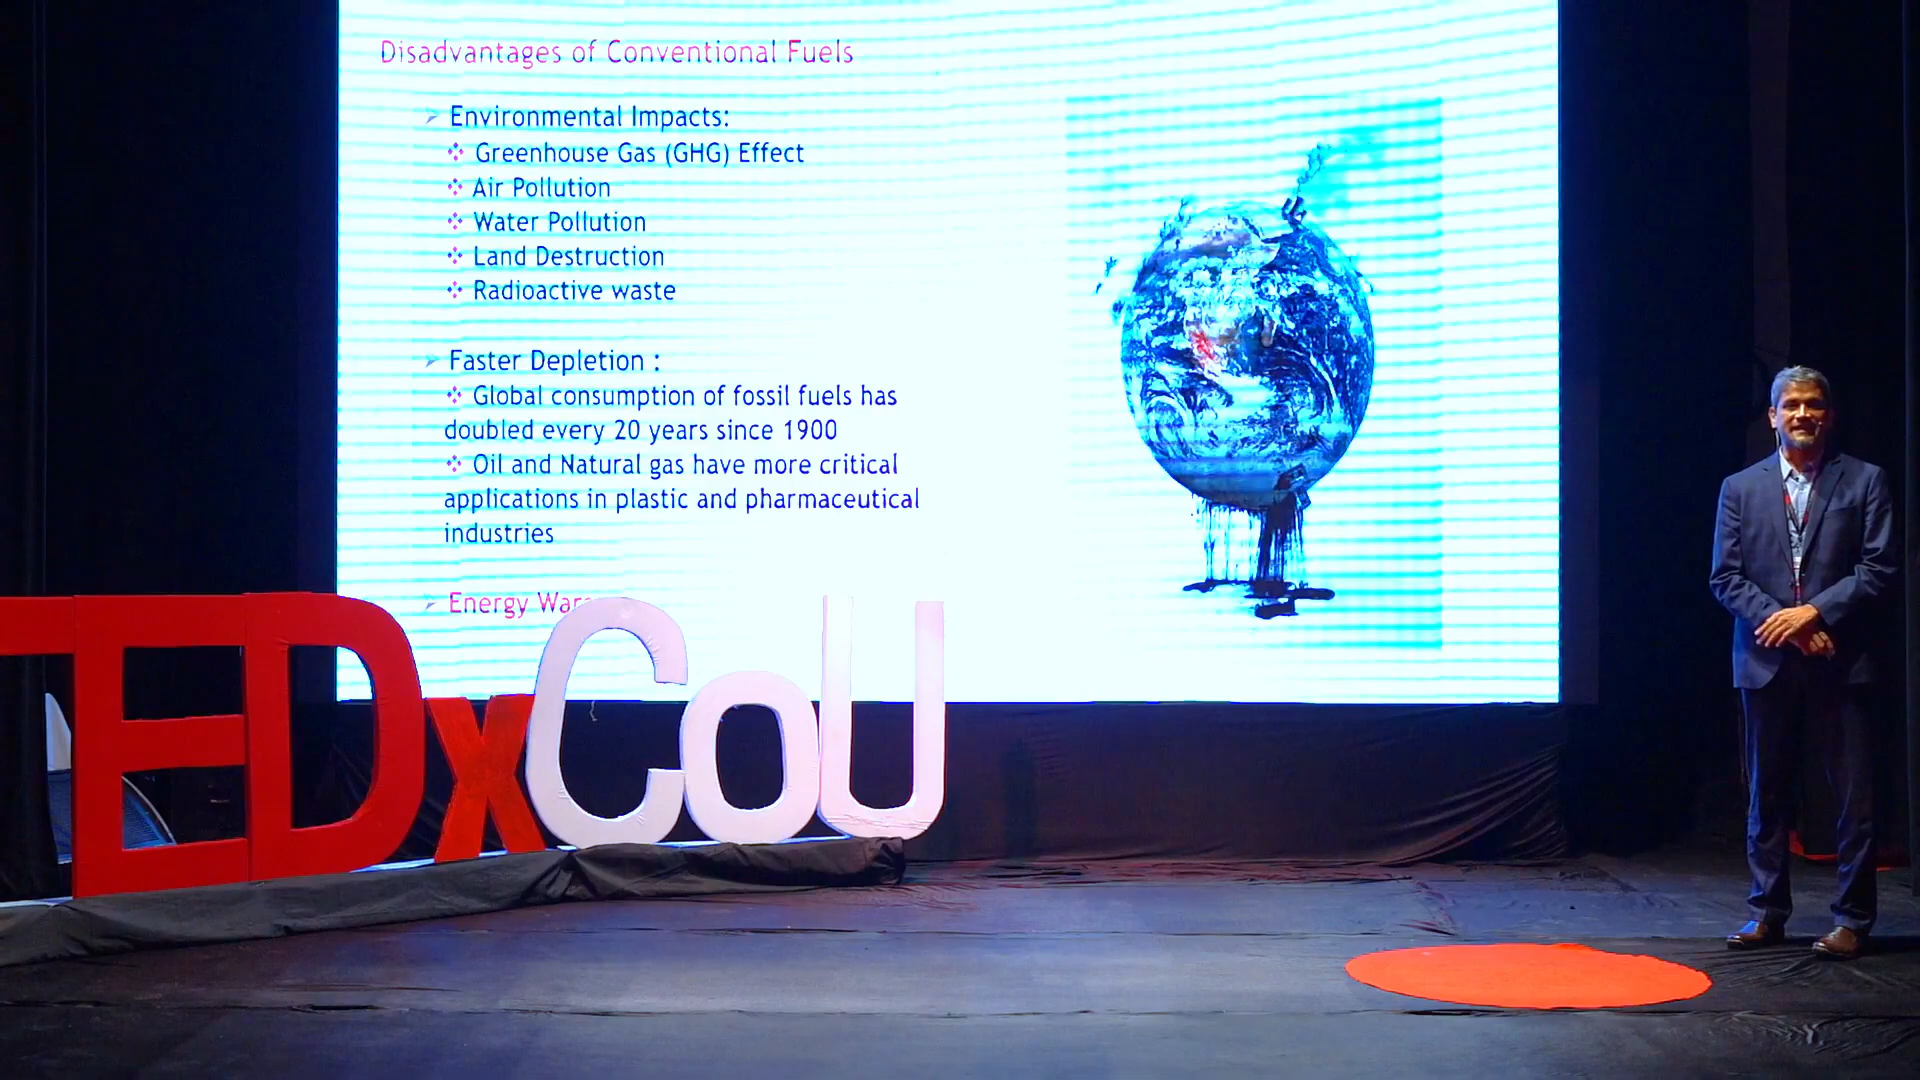 Disadvantages of Conventional Fuels
Environmental Impacts:
Greenhouse Gas (GHG) Effect
Air Pollution
Water Pollution
Land Destruction
Radioactive waste
Faster Depletion :
Global consumption of fossil fuels has
doubled every 20 years since 1900
Oil and Natural gas have more critical
applications in plastic and pharmaceutical
industries
Energy
TEDxCoU